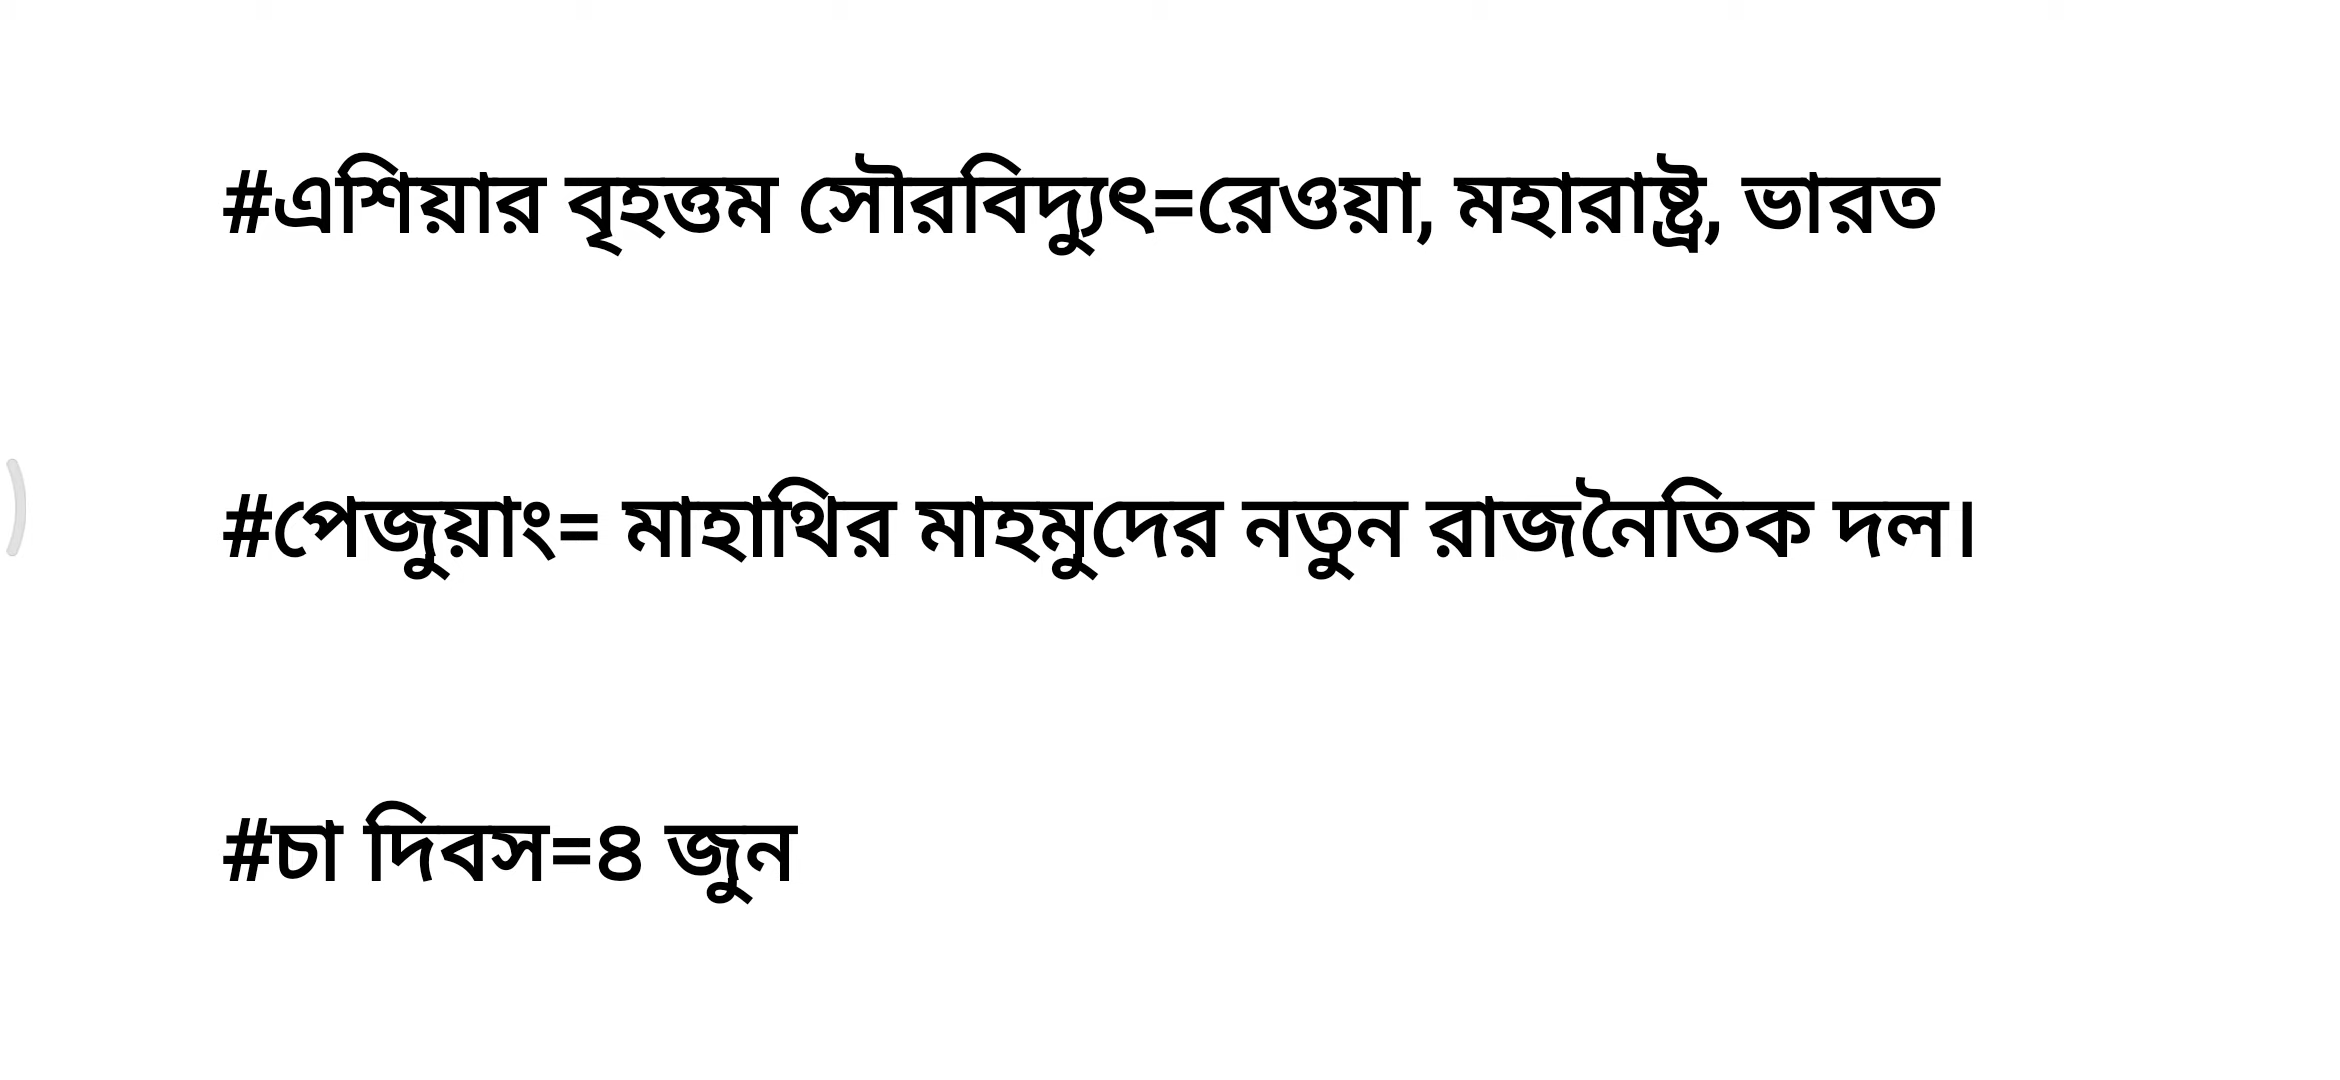 #এশিয়ার বৃহত্তম সৌরবিদ্যুৎ=রেওয়া, মহারাষ্ট্র, ভারত
#পেজুয়াং= মাহাথির মাহমুদের নতুন রাজনৈতিক দল।
#চা দিবস=৪ জুন